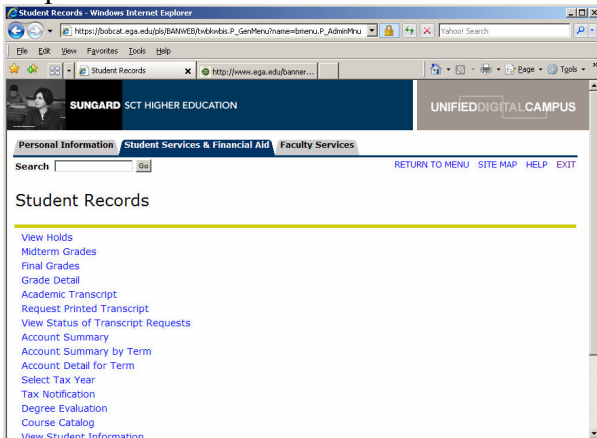 Student Records - Windows Internet Explorer
https://bobcat.ega.edu/pls/BANWEB/twbkwbis.P_GenMenu?name=bmenu.P_AdminMnu
Yahoo! Search
File Edit View Favorites Tools Help
Student Records
http://www.ega.edu/banner...
Page Tools
SUNGARD SCT HIGHER EDUCATION
UNIFIEDDIGITALCAMPUS
Personal Information Student Services & Financial Aid Faculty Services
Search Go
RETURN TO MENU SITE MAP HELP EXIT
Student Records
View Holds
Midterm Grades
Final Grades
Grade Detail
Academic Transcript
Request Printed Transcript
View Status of Transcript Requests
Account Summary
Account Summary by Term
Account Detail for Term
Select Tax Year
Tax Notification
Degree Evaluation
Course Catalog
View Student Information